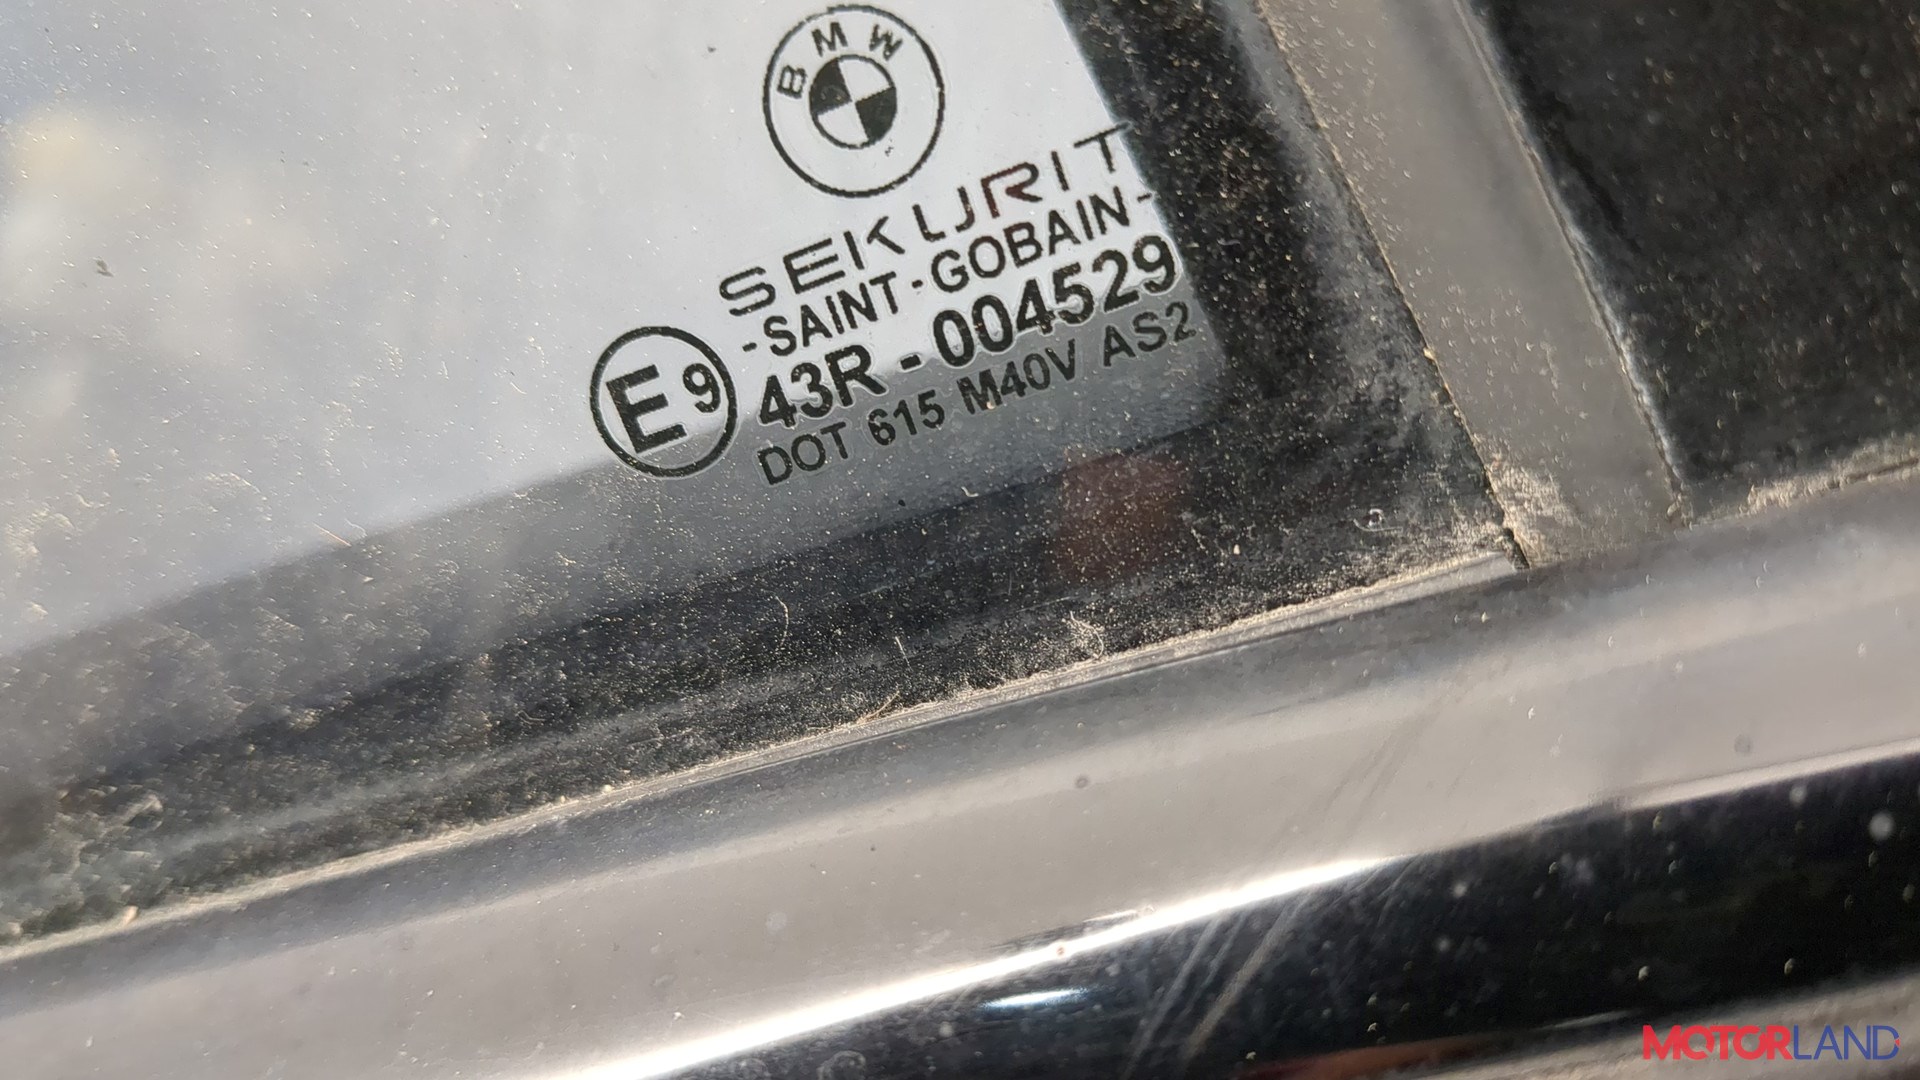 BMW
SEKURIT
-SAINT-GOBAIN-
E9 43R-004529
DOT 615 M40V AS2
MOTORLAND